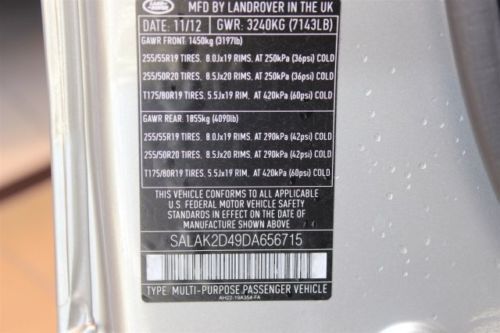 LAND ROVER
MFD BY LANDROVER IN THE UK
DATE: 11/12 GWR: 3240KG (7143LB)
GAWR FRONT: 1450kg (3197lb)
255/55R19 TIRES. 8.0Jx19 RIMS. AT 250kPa (36psi) COLD
255/50R20 TIRES. 8.5Jx20 RIMS. AT 250kPa (36psi) COLD
T175/80R19 TIRES. 5.5Jx19 RIM. AT 420kPa (60psi) COLD
GAWR REAR: 1855kg (4090lb)
255/55R19 TIRES. 8.0Jx19 RIMS. AT 290kPa (42psi) COLD
255/50R20 TIRES. 8.5Jx20 RIMS. AT 290kPa (42psi) COLD
T175/80R19 TIRES. 5.5Jx19 RIM. AT 420kPa (60psi) COLD
THIS VEHICLE CONFORMS TO ALL APPLICABLE
U.S. FEDERAL MOTOR VEHICLE SAFETY
STANDARDS IN EFFECT ON THE DATE OF
MANUFACTURE SHOWN ABOVE
SALAK2D49DA656715
TYPE: MULTI-PURPOSE PASSENGER VEHICLE
AH22-19A354-FA